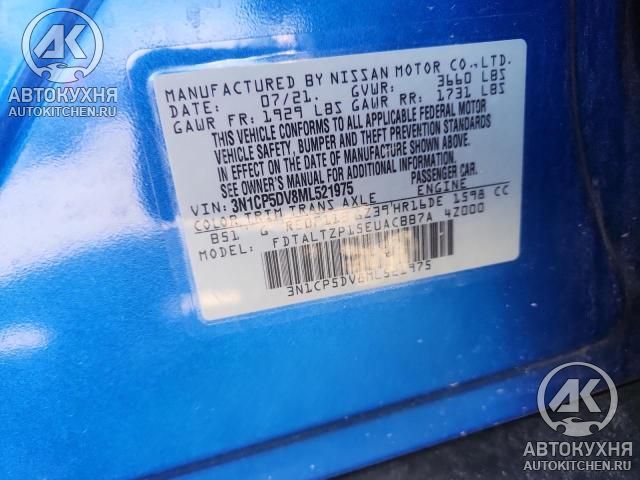 АВТОКУХНЯ
AUTOKITCHEN.RU
MANUFACTURED BY NISSAN MOTOR CO.,LTD.
DATE: 07/21. GVWR: 3660 LBS
GAWR FR: 1929 LBS GAWR RR: 1731 LBS
THIS VEHICLE CONFORMS TO ALL APPLICABLE FEDERAL MOTOR
VEHICLE SAFETY, BUMPER AND THEFT PREVENTION STANDARDS
IN EFFECT ON THE DATE OF MANUFACTURE SHOWN ABOVE.
SEE OWNER'S MANUAL FOR ADDITIONAL INFORMATION.
VIN: 3N1CP5DV8ML521975 PASSENGER CAR.
COLOR TRIM TRANS AXLE ENGINE
B51 G HR16DE 1598 CC
MODEL: FDTALTZP15EUACBB7A 4Z000
3N1CP5DV8ML521975
АК
АВТОКУХНЯ
AUTOKITCHEN.RU